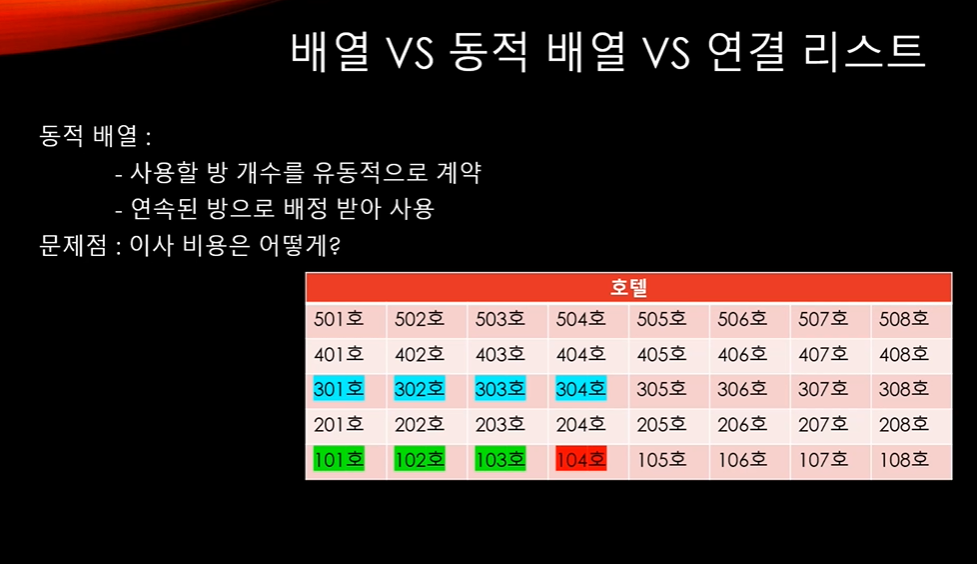 배열 VS 동적 배열 VS 연결 리스트
동적 배열 :
- 사용할 방 개수를 유동적으로 계약
- 연속된 방으로 배정 받아 사용
문제점 : 이사 비용은 어떻게?
호텔
501호 502호 503호 504호 505호 506호 507호 508호
401호 402호 403호 404호 405호 406호 407호 408호
301호 302호 303호 304호 305호 306호 307호 308호
201호 202호 203호 204호 205호 206호 207호 208호
101호 102호 103호 104호 105호 106호 107호 108호